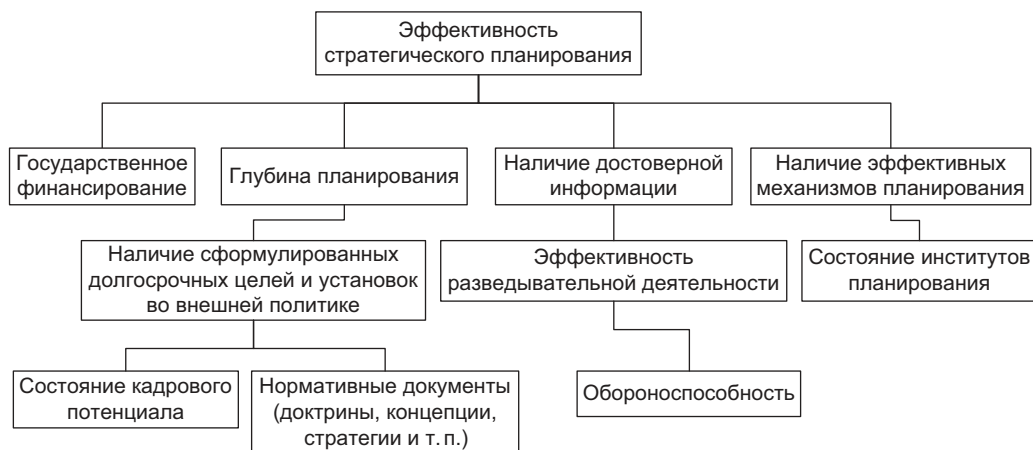 Эффективность
стратегического планирования
Государственное
финансирование
Глубина планирования
Наличие достоверной
информации
Наличие эффективных
механизмов планирования
Наличие сформулированных
долгосрочных целей и установок
во внешней политике
Эффективность
разведывательной деятельности
Состояние институтов
планирования
Состояние кадрового
потенциала
Нормативные документы
(доктрины, концепции,
стратегии и т. п.)
Обороноспособность